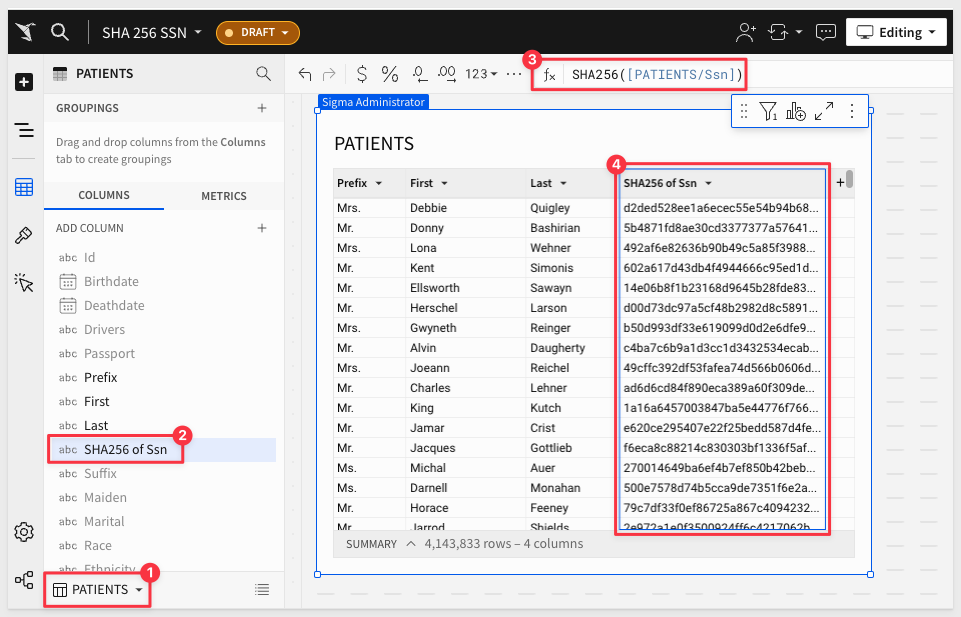 SHA 256 SSN
DRAFT
Editing
PATIENTS
123
3
fx SHA256([PATIENTS/Ssn])
GROUPINGS
Drag and drop columns from the Columns
tab to create groupings
COLUMNS METRICS
ADD COLUMN
abc Id
Birthdate
Deathdate
abc Drivers
abc Passport
abc Prefix
abc First
abc Last
2
abc SHA256 of Ssn
abc Suffix
abc Maiden
abc Marital
abc Race
abc Ethnicity
1
PATIENTS
Sigma Administrator
1
PATIENTS
4
Prefix First Last SHA256 of Ssn
Mrs. Debbie Quigley d2ded528ee1a6ecec55e54b94b68...
Mr. Donny Bashirian 5b4871fd8ae30cd3377377a57641...
Mrs. Lona Wehner 492af6e82636b90b49c5a85f3988...
Mr. Kent Simonis 602a617d43db4f4944666c95ed1d...
Mr. Ellsworth Sawayn 14e06b8f1b23168d9645b28fde83...
Mr. Herschel Larson d00d73dc97a5cf48b2982d8c5891...
Mrs. Gwyneth Reinger b50d993df33e619099d0d2e6dfe9...
Mr. Alvin Daugherty c4ba7c6b9a1d3cc1d3432534ecab...
Mrs. Joeann Reichel 49cffc392df53fafea74d566b0606d...
Mr. Charles Lehner ad6d6cd84f890eca389a60f309de...
Mr. King Kutch 1a16a6457003847ba5e44776f766...
Mr. Jamar Crist e620ce295407e22f25bedd587d4fe...
Mr. Jacques Gottlieb f6eca8c88214c830303bf1336f5af...
Ms. Michal Auer 270014649ba6ef4b7ef850b42beb...
Ms. Darnell Monahan 500e7578d74b5cca9de7351f6e2a...
Mr. Horace Feeney 79c7df33f0ef86725a867c4094232...
Mr. Jarrod Shields 2e972a1e0f3500924ff6c4217062b...
SUMMARY 4,143,833 rows – 4 columns